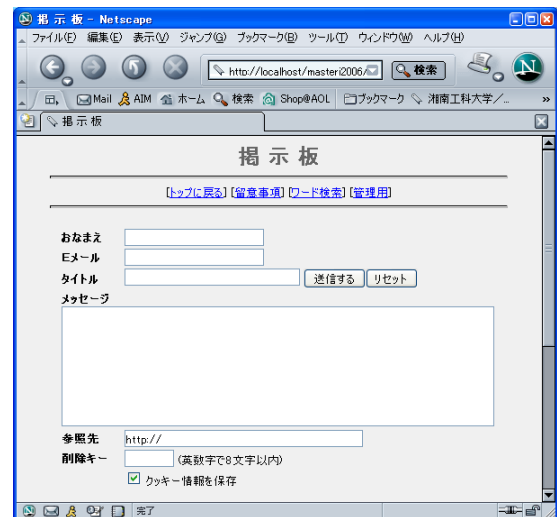 掲 示 板 - Netscape
ファイル(F) 編集(E) 表示(V) ジャンプ(G) ブックマーク(B) ツール(T) ウィンドウ(W) ヘルプ(H)
http://localhost/masteri2006/ 検索
Mail AIM ホーム 検索 Shop@AOL ブックマーク 湘南工科大学／...
掲 示 板
掲 示 板
[トップに戻る] [留意事項] [ワード検索] [管理用]
おなまえ
Eメール
タイトル 送信する リセット
メッセージ
参照先 http://
削除キー (英数字で8文字以内)
クッキー情報を保存
完了